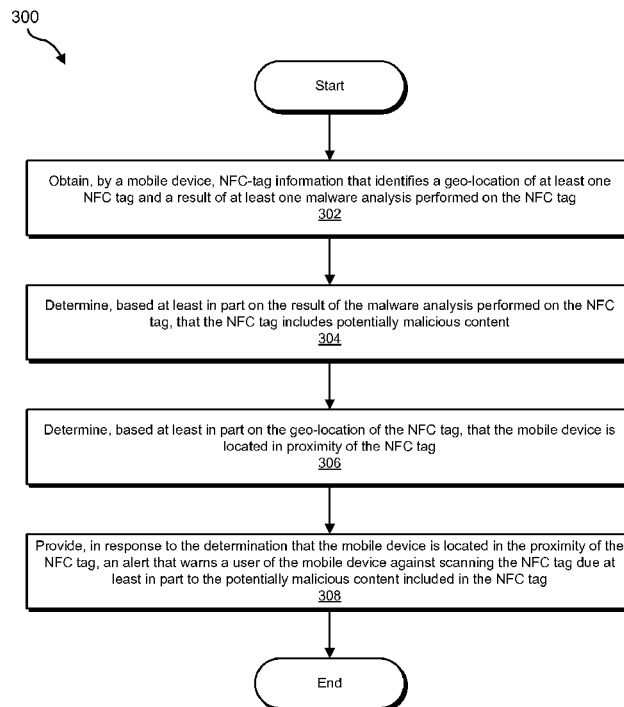 300
Start
Obtain, by a mobile device, NFC-tag information that identifies a geo-location of at least one
NFC tag and a result of at least one malware analysis performed on the NFC tag
302
Determine, based at least in part on the result of the malware analysis performed on the NFC
tag, that the NFC tag includes potentially malicious content
304
Determine, based at least in part on the geo-location of the NFC tag, that the mobile device is
located in proximity of the NFC tag
306
Provide, in response to the determination that the mobile device is located in the proximity of the
NFC tag, an alert that warns a user of the mobile device against scanning the NFC tag due at
least in part to the potentially malicious content included in the NFC tag
308
End